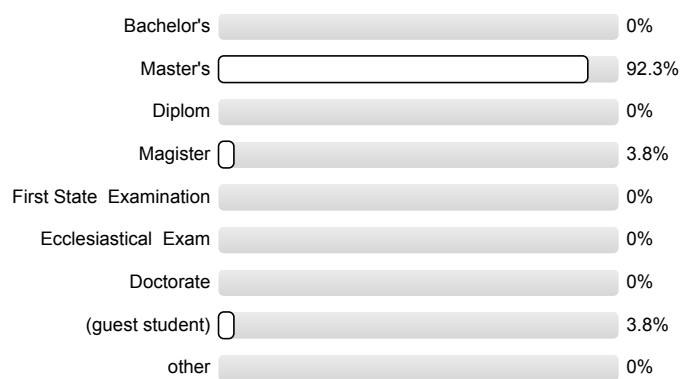 Bachelor's 0%
Master's 92.3%
Diplom 0%
Magister 3.8%
First State Examination 0%
Ecclesiastical Exam 0%
Doctorate 0%
(guest student) 3.8%
other 0%